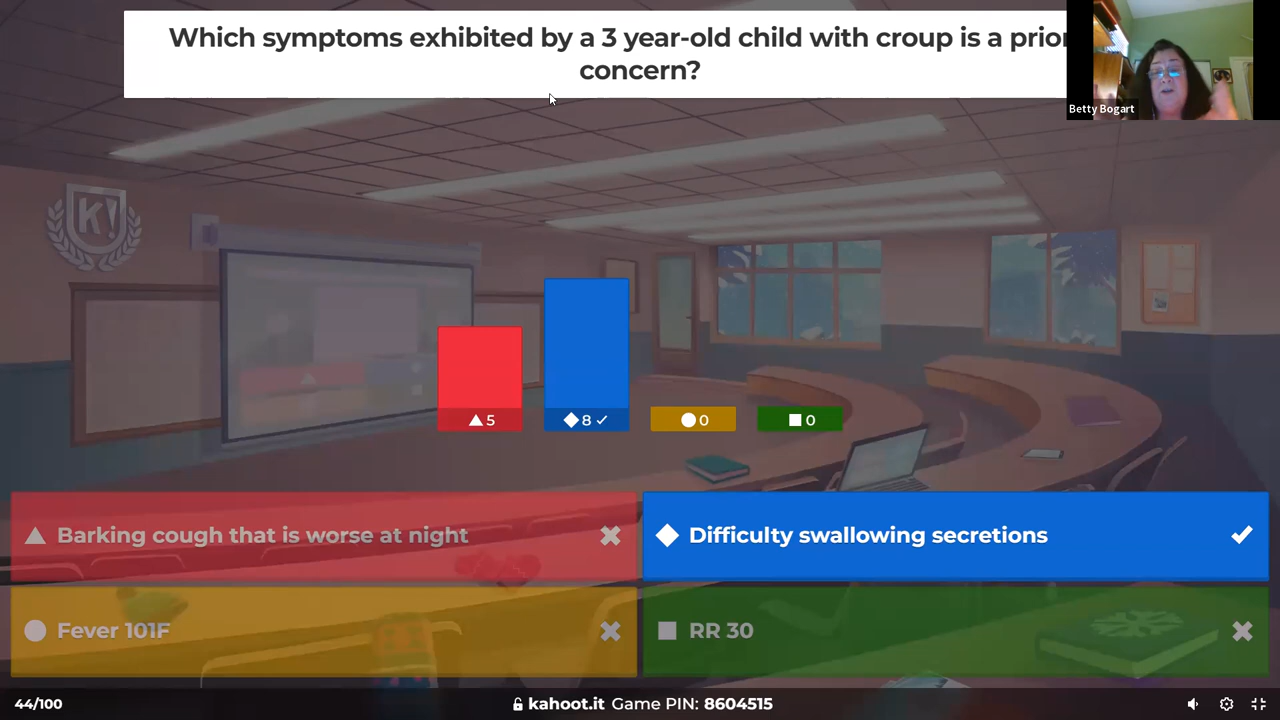 Which symptoms exhibited by a 3 year-old child with croup is a
concern?
Betty Bogart
K!
5
8
0
0
Barking cough that is worse at night
Difficulty swallowing secretions
Fever 101F
RR 30
44/100
kahoot.it Game PIN: 8604515